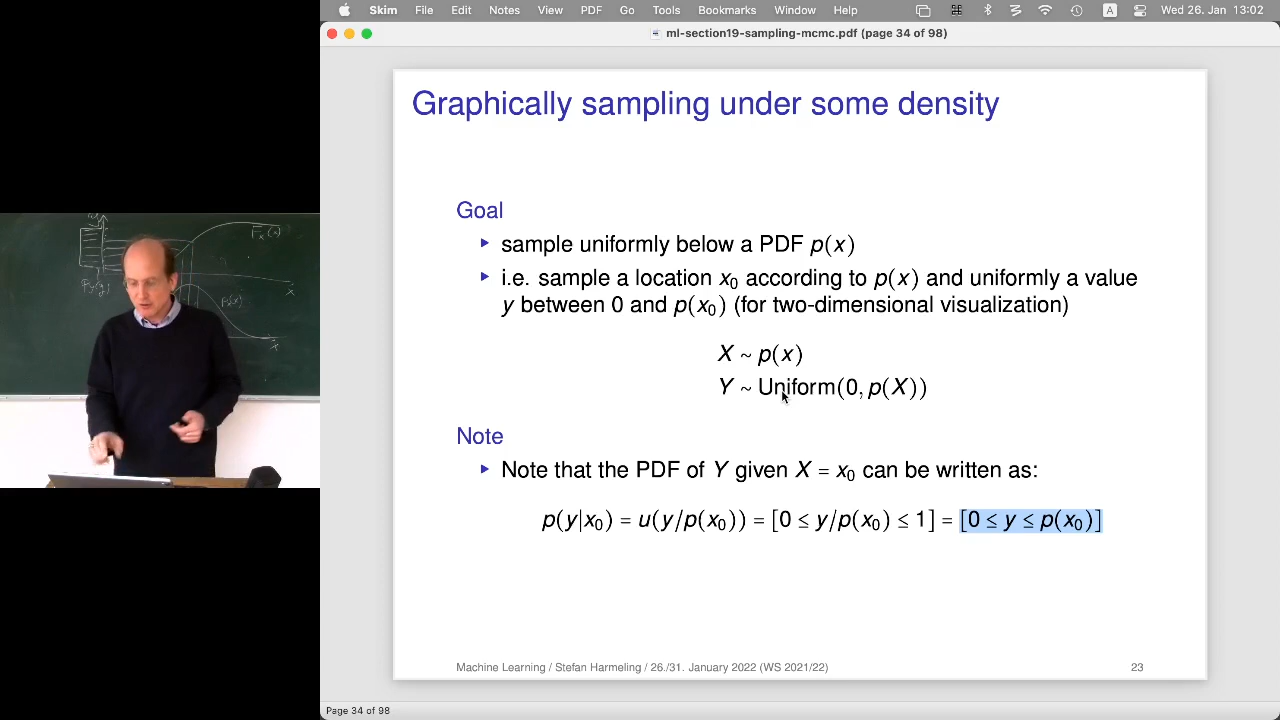 Skim File Edit Notes View PDF Go Tools Bookmarks Window Help A Wed 26. Jan 13:02
ml-section19-sampling-mcmc.pdf (page 34 of 98)
Graphically sampling under some density
Goal
▸ sample uniformly below a PDF p(x)
▸ i.e. sample a location x₀ according to p(x) and uniformly a value
y between 0 and p(x₀) (for two-dimensional visualization)
X ~ p(x)
Y ~ Uniform(0, p(X))
Note
▸ Note that the PDF of Y given X = x₀ can be written as:
p(y|x₀) = u(y/p(x₀)) = [0 ≤ y/p(x₀) ≤ 1] = [0 ≤ y ≤ p(x₀)]
Machine Learning / Stefan Harmeling / 26./31. January 2022 (WS 2021/22) 23
Page 34 of 98
Fₓ(x)
x